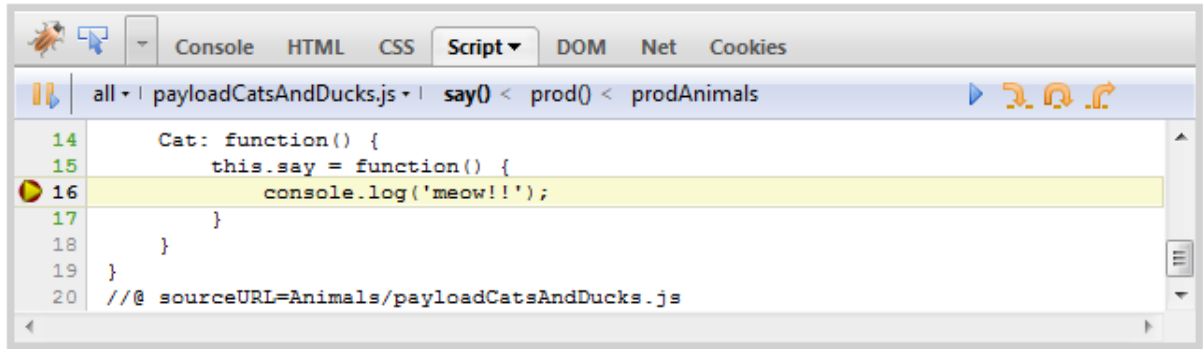 Console HTML CSS Script DOM Net Cookies
all payloadCatsAndDucks.js say() < prod() < prodAnimals
14 Cat: function() {
15 this.say = function() {
16 console.log('meow!!');
17 }
18 }
19 }
20 //@ sourceURL=Animals/payloadCatsAndDucks.js